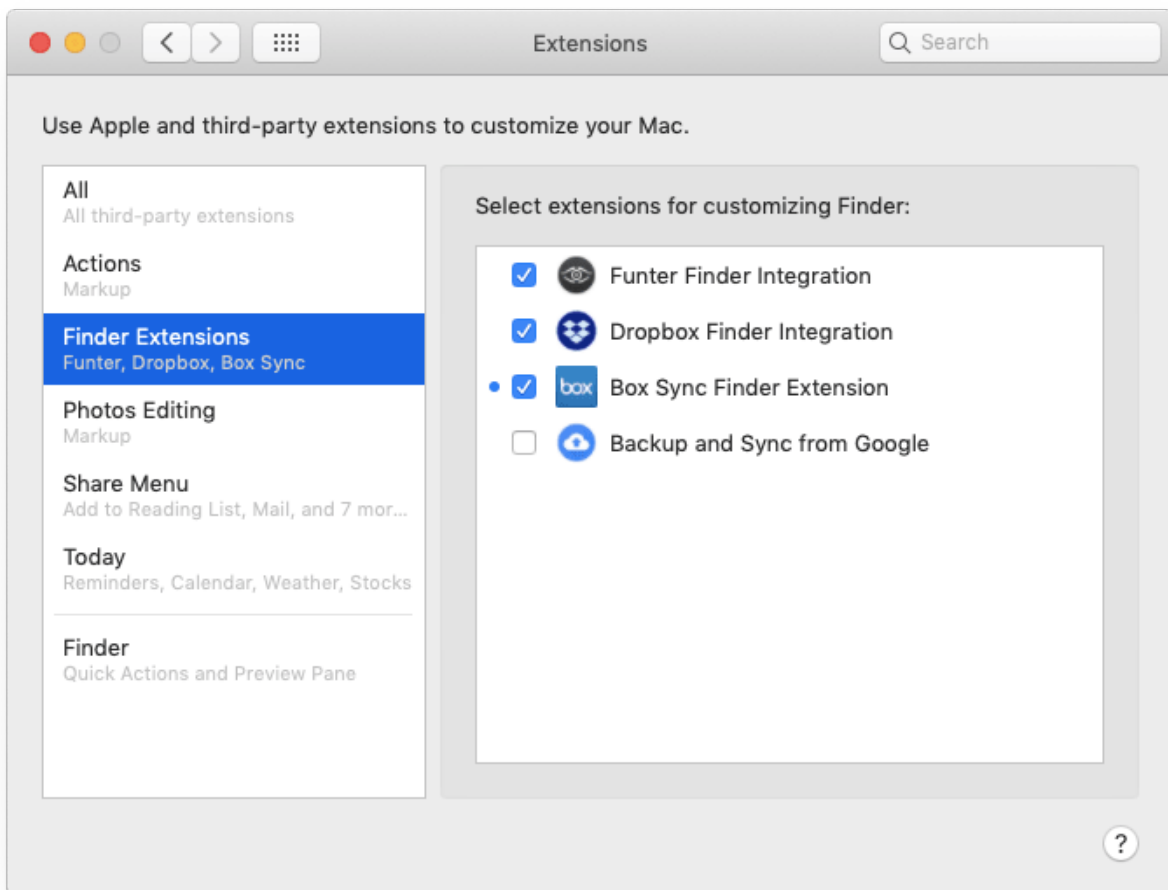 Extensions
Search
Use Apple and third-party extensions to customize your Mac.
All
All third-party extensions
Actions
Markup
Finder Extensions
Funter, Dropbox, Box Sync
Photos Editing
Markup
Share Menu
Add to Reading List, Mail, and 7 mor...
Today
Reminders, Calendar, Weather, Stocks
Finder
Quick Actions and Preview Pane
Select extensions for customizing Finder:
Funter Finder Integration
Dropbox Finder Integration
box Box Sync Finder Extension
Backup and Sync from Google
?